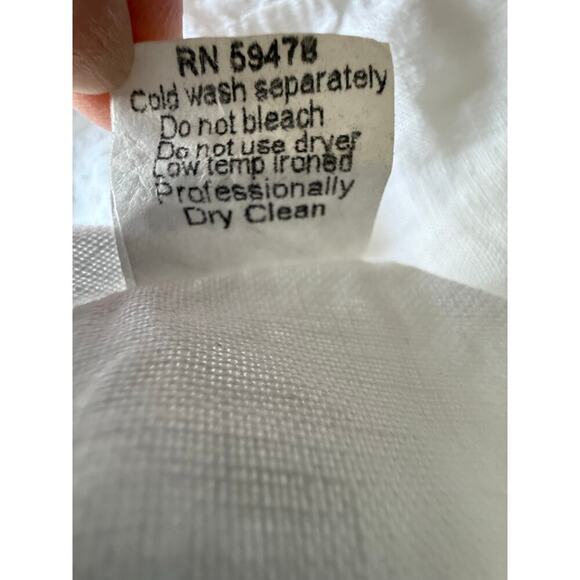 RN 59478
Cold wash separately
Do not bleach
Do not use dryer
Low temp ironed
Professionally
Dry Clean